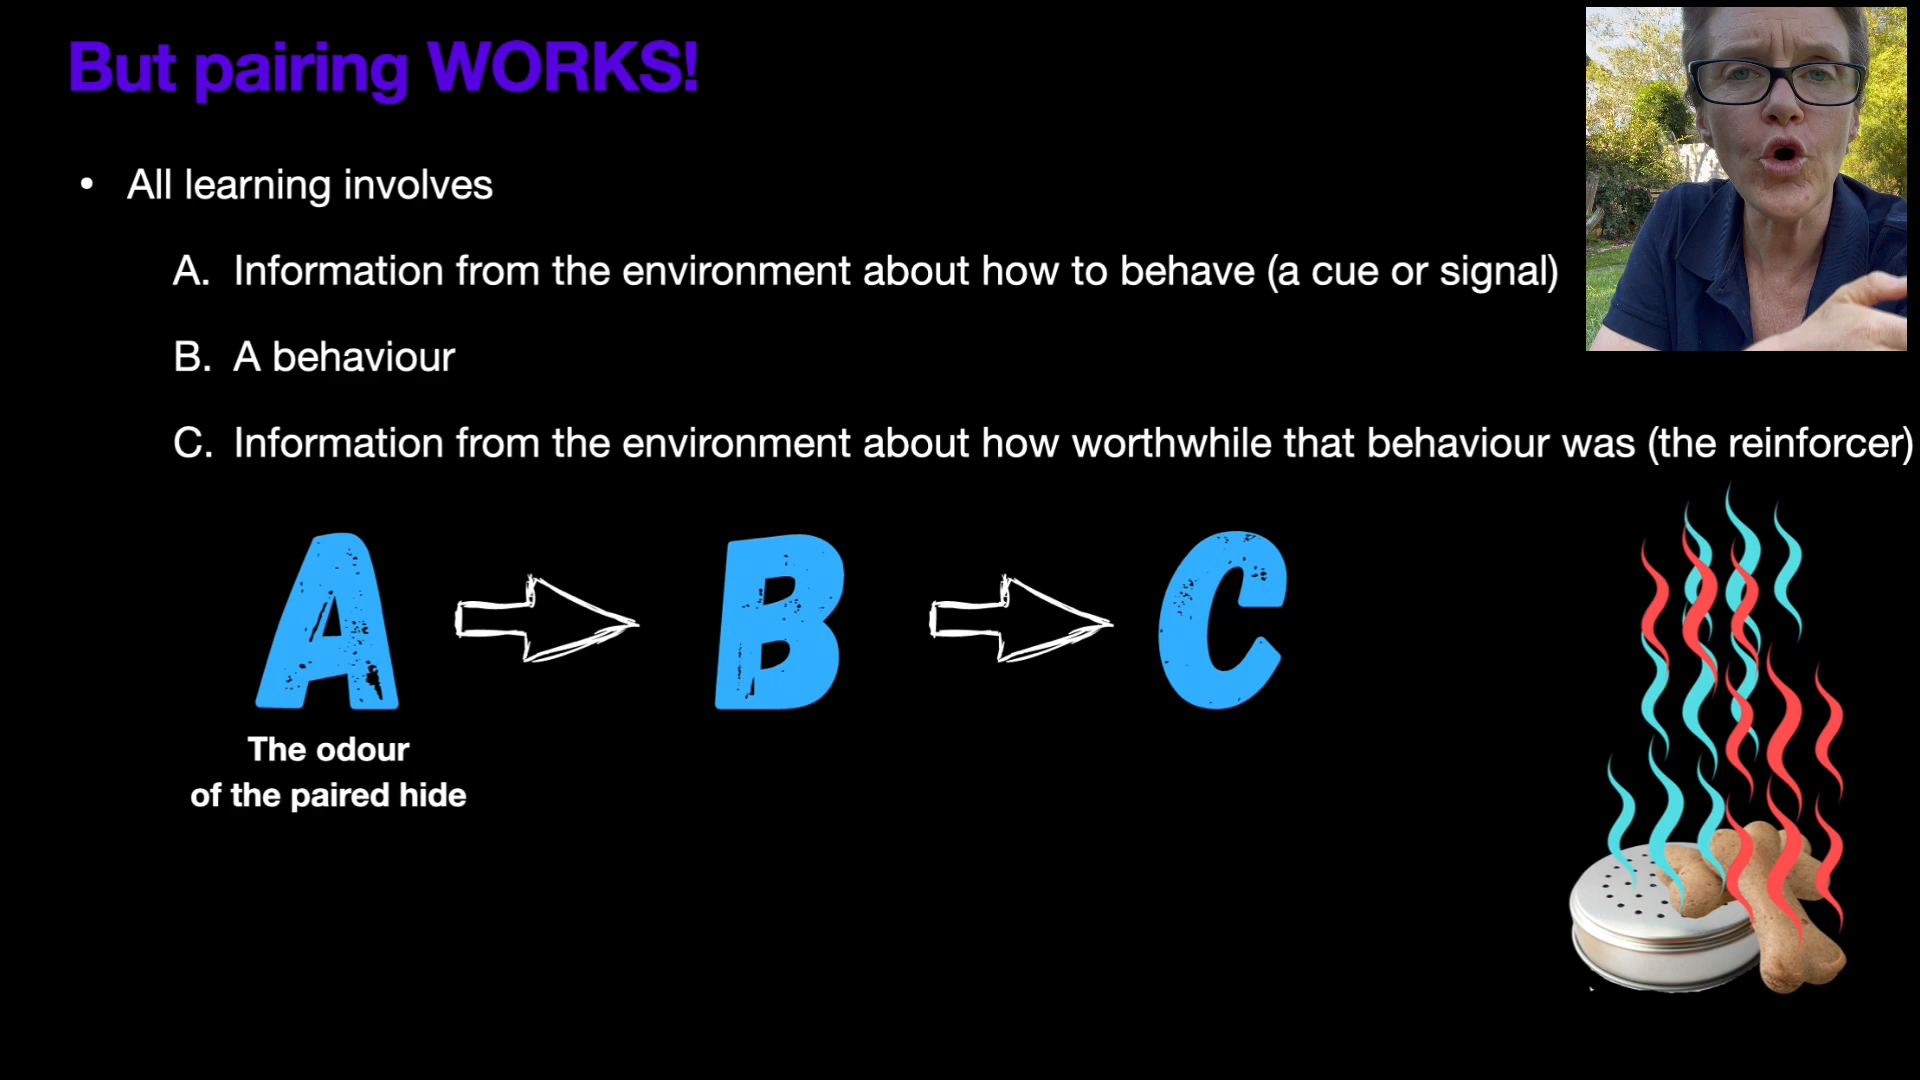 But pairing WORKS!
• All learning involves
A. Information from the environment about how to behave (a cue or signal)
B. A behaviour
C. Information from the environment about how worthwhile that behaviour was (the reinforcer)
A B C
The odour
of the paired hide